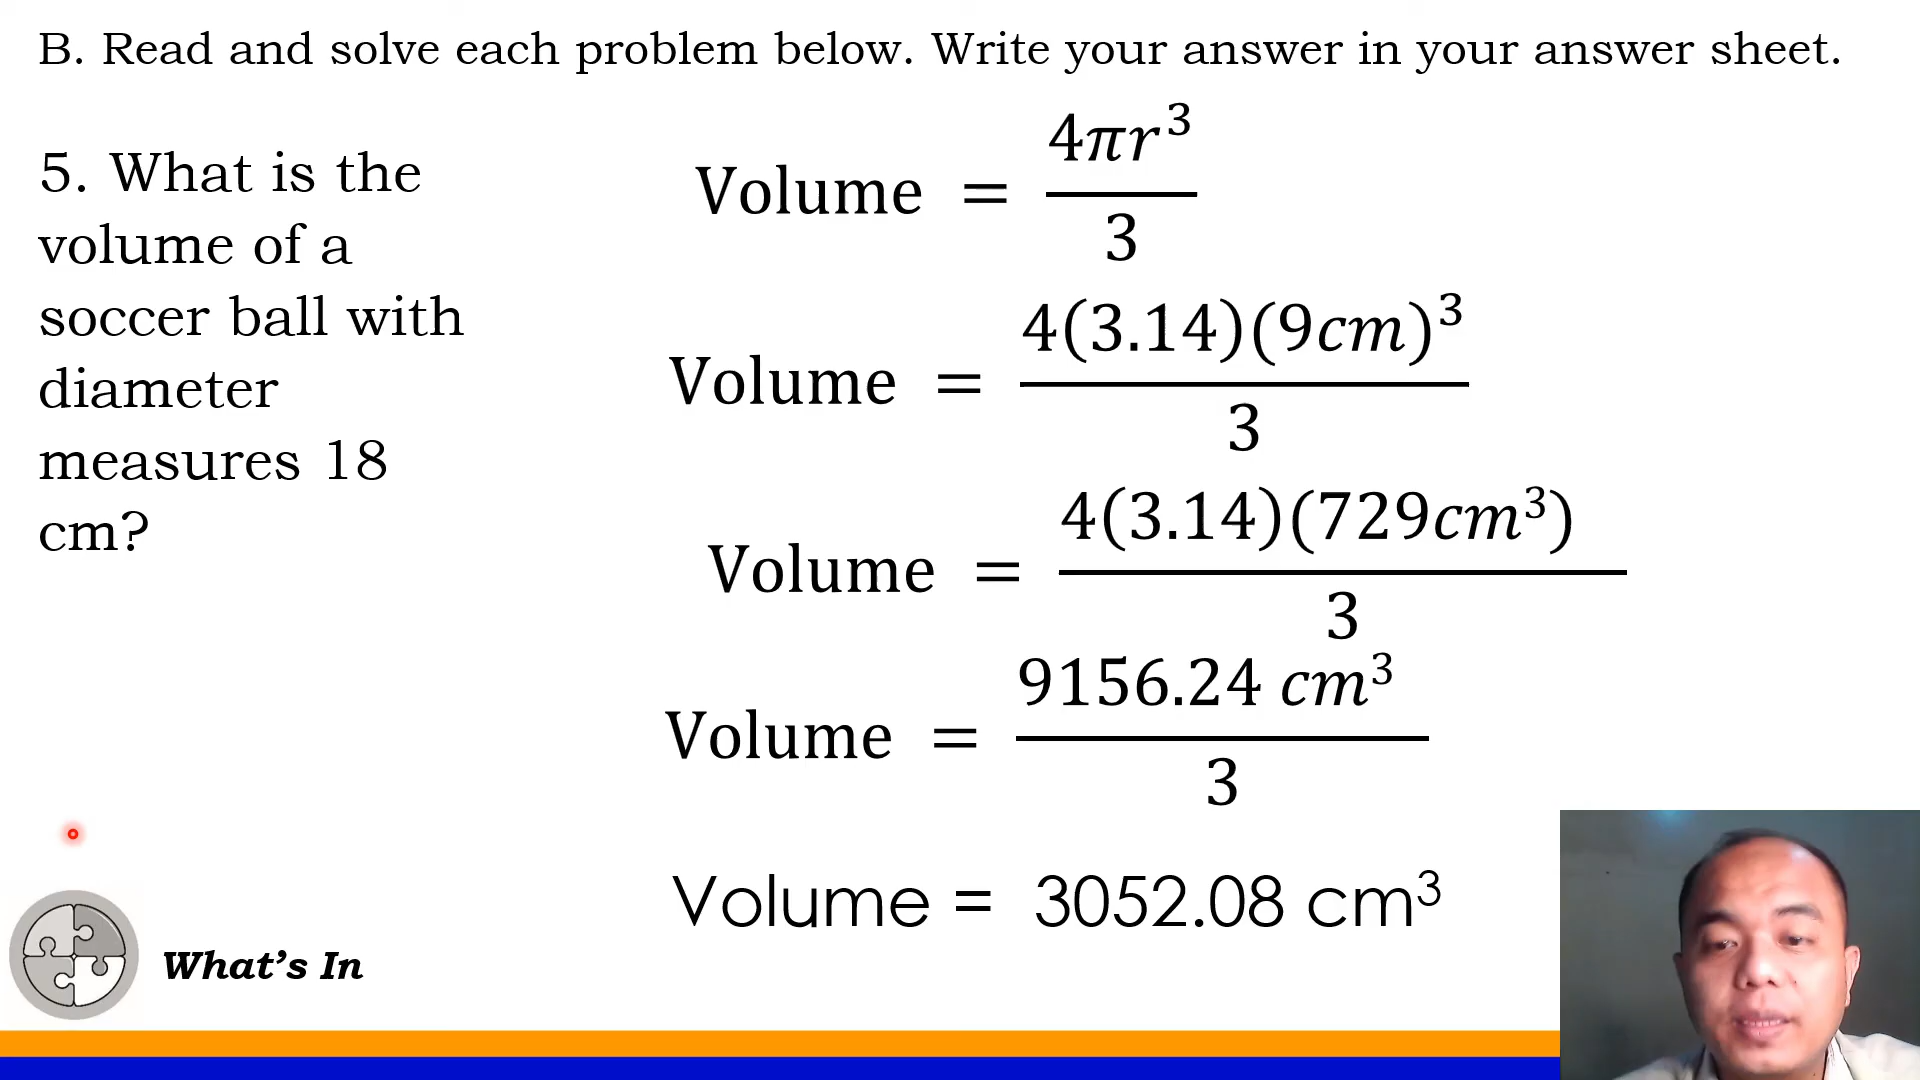 B. Read and solve each problem below. Write your answer in your answer sheet.
5. What is the
volume of a
soccer ball with
diameter
measures 18
cm?
Volume = 4πr³/3
Volume = 4(3.14)(9cm)³/3
Volume = 4(3.14)(729cm³)/3
Volume = 9156.24 cm³/3
Volume = 3052.08 cm³
What's In